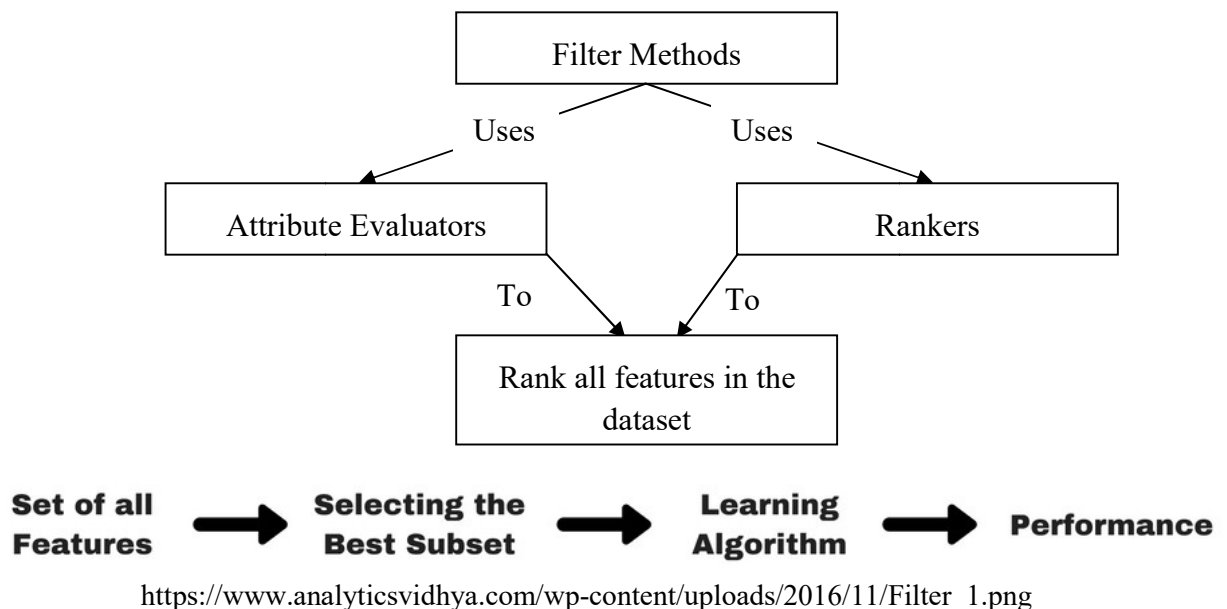 Filter Methods
Uses
Uses
Attribute Evaluators
Rankers
To
To
Rank all features in the
dataset
Set of all
Features
Selecting the
Best Subset
Learning
Algorithm
Performance
https://www.analyticsvidhya.com/wp-content/uploads/2016/11/Filter_1.png